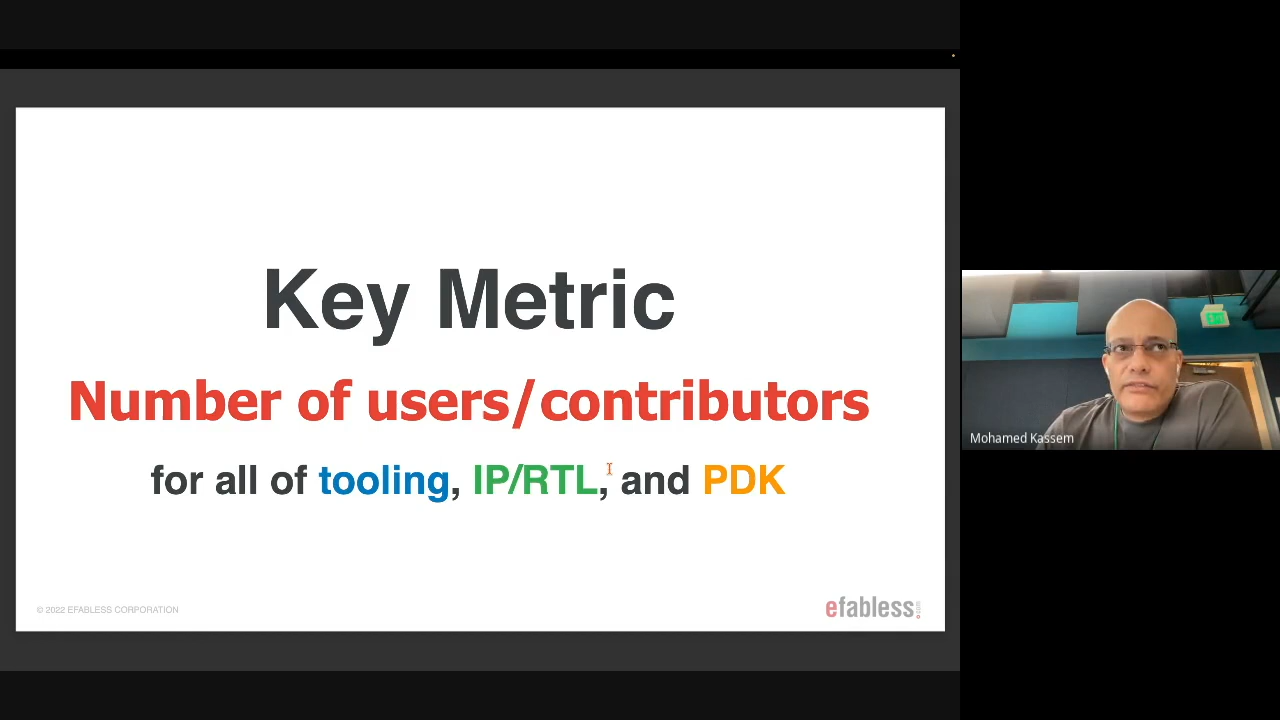 Key Metric
Number of users/contributors
for all of tooling, IP/RTL, and PDK
© 2022 EFABLESS CORPORATION
efabless.com
Mohamed Kassem